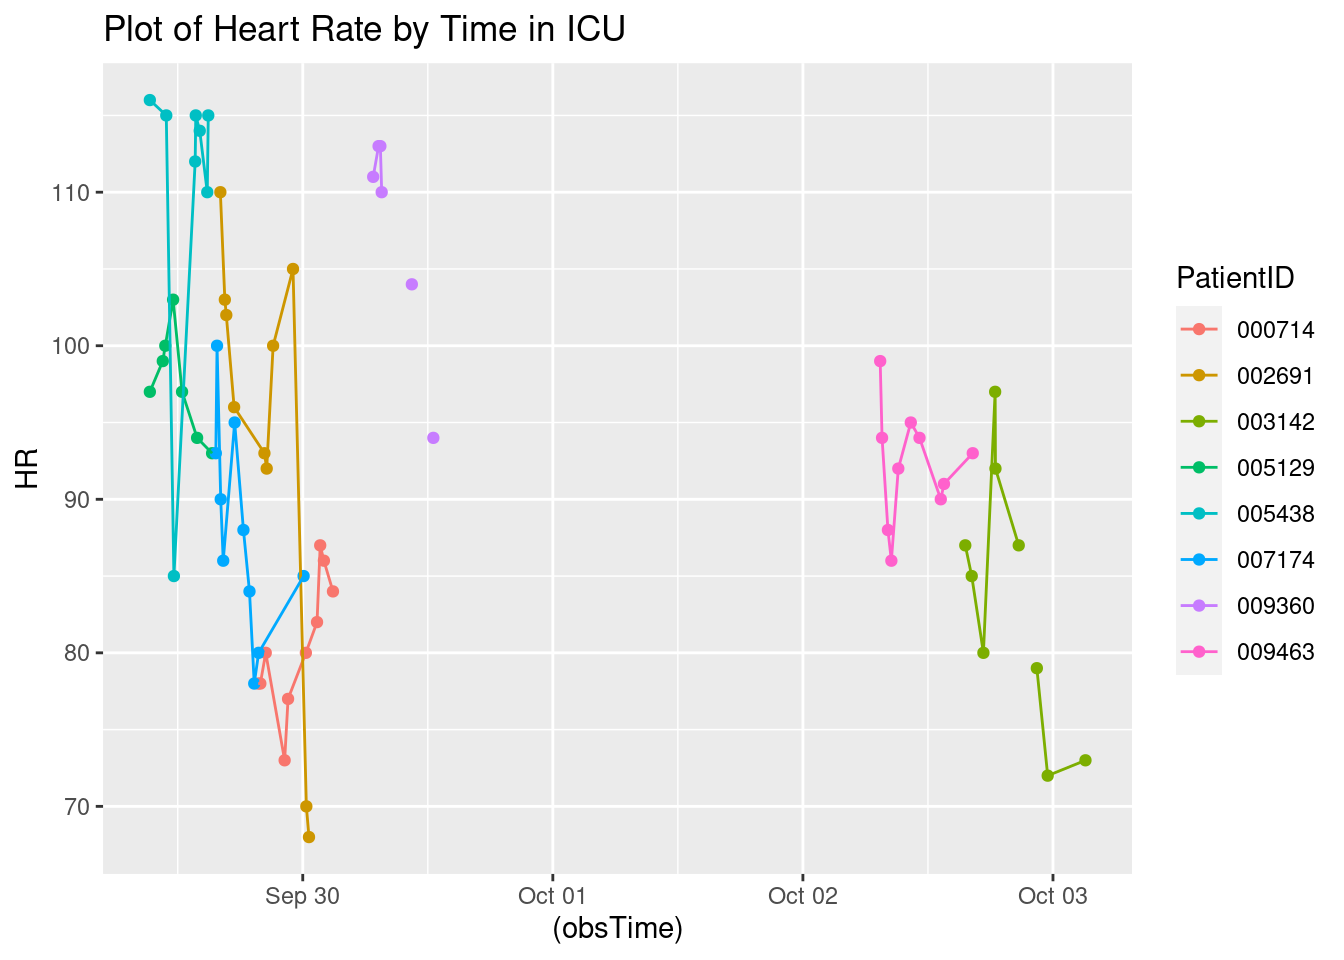 Plot of Heart Rate by Time in ICU
HR
110
100
90
80
70
Sep 30
Oct 01
Oct 02
Oct 03
(obsTime)
PatientID
000714
002691
003142
005129
005438
007174
009360
009463